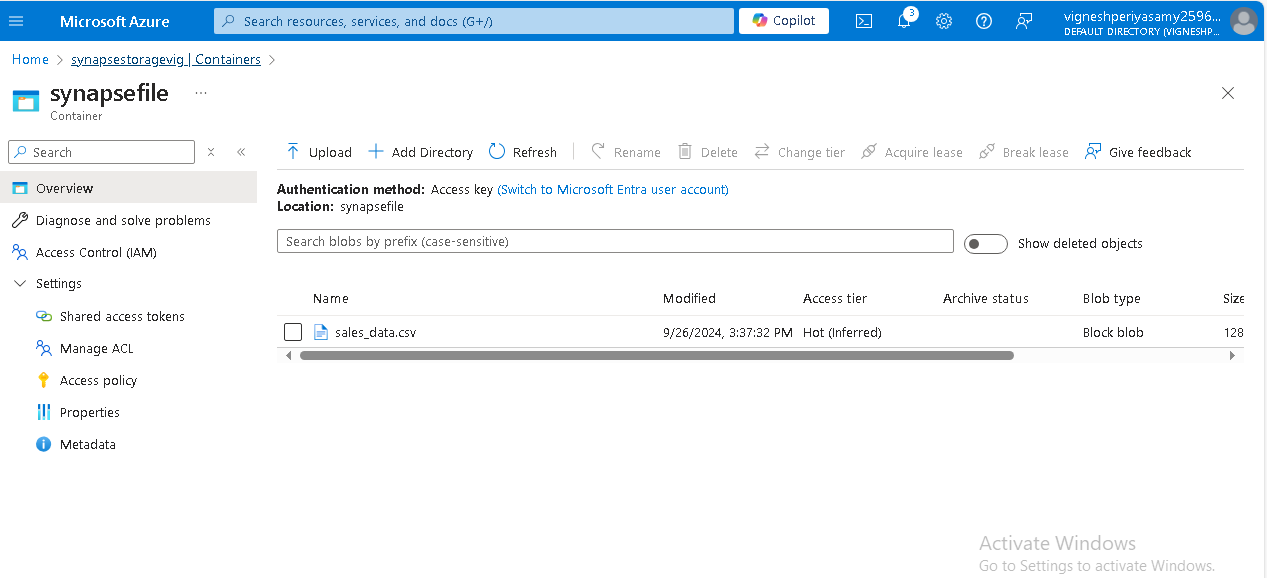 Microsoft Azure
Search resources, services, and docs (G+/)
Copilot
3
vigneshperiyasamy2596...
DEFAULT DIRECTORY (VIGNESHP...
Home > synapsestoragevig | Containers >
synapsefile ...
Container
Search
Upload Add Directory Refresh Rename Delete Change tier Acquire lease Break lease Give feedback
Overview
Diagnose and solve problems
Access Control (IAM)
Settings
Shared access tokens
Manage ACL
Access policy
Properties
Metadata
Authentication method: Access key (Switch to Microsoft Entra user account)
Location: synapsefile
Search blobs by prefix (case-sensitive)
Show deleted objects
Name Modified Access tier Archive status Blob type Size
sales_data.csv 9/26/2024, 3:37:32 PM Hot (Inferred) Block blob 128
Activate Windows
Go to Settings to activate Windows.